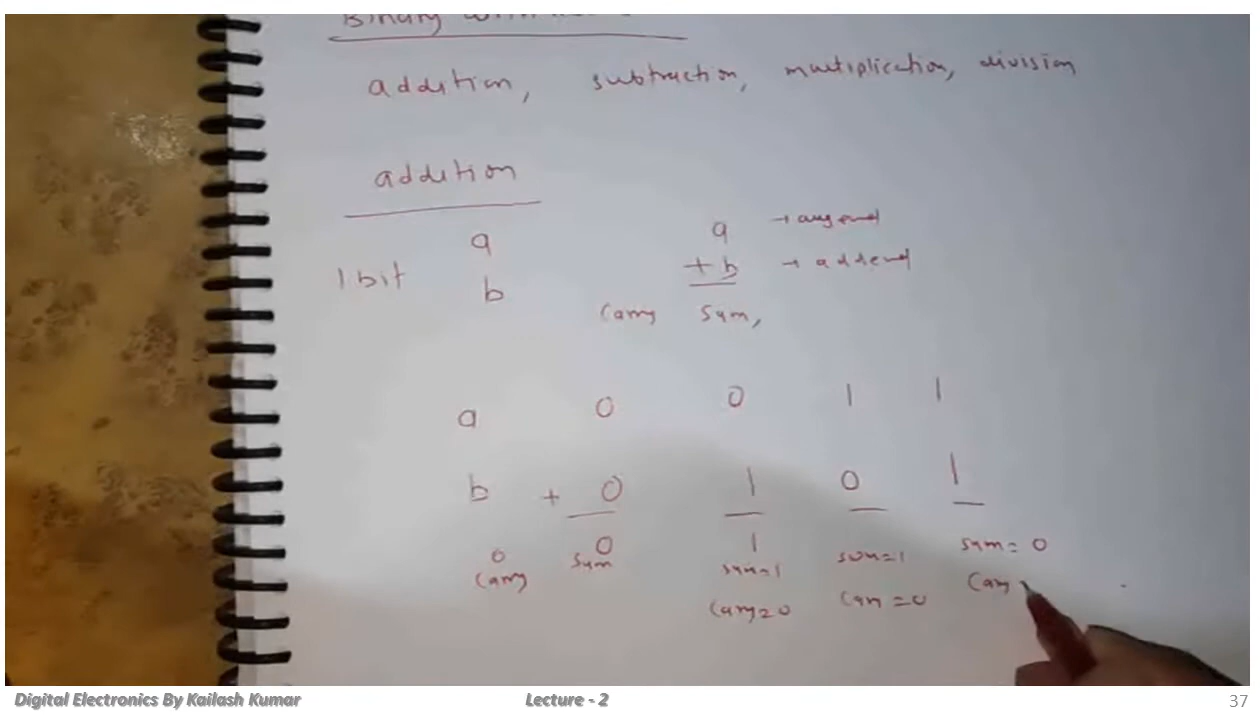 Binary
addition, subtraction, multiplication, division
addition
1 bit a
b
a → augend
+ b → addend
Carry Sum,
a 0 0 1 1
b + 0 1 0 1
0 0 1
Carry Sum
Sum=1 Sum=1 Sum=0
Carry=0 Carry=0 Carry
Digital Electronics By Kailash Kumar Lecture - 2 37